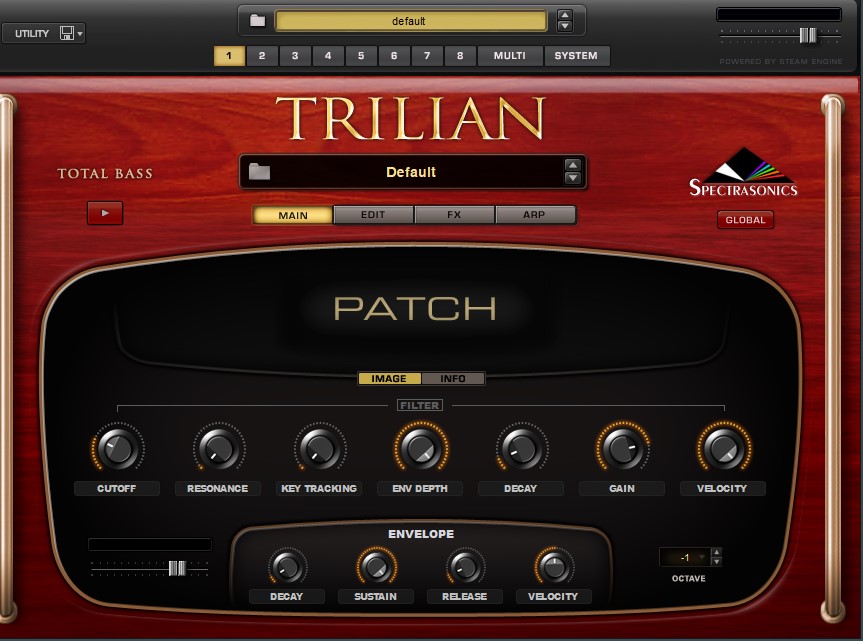 default
UTILITY
1 2 3 4 5 6 7 8 MULTI SYSTEM
POWERED BY STEAM ENGINE
TRILIAN
TOTAL BASS
Default
SPECTRASONICS
MAIN EDIT FX ARP
GLOBAL
PATCH
IMAGE INFO
FILTER
CUTOFF RESONANCE KEY TRACKING ENV DEPTH DECAY GAIN VELOCITY
ENVELOPE
-1
OCTAVE
DECAY SUSTAIN RELEASE VELOCITY